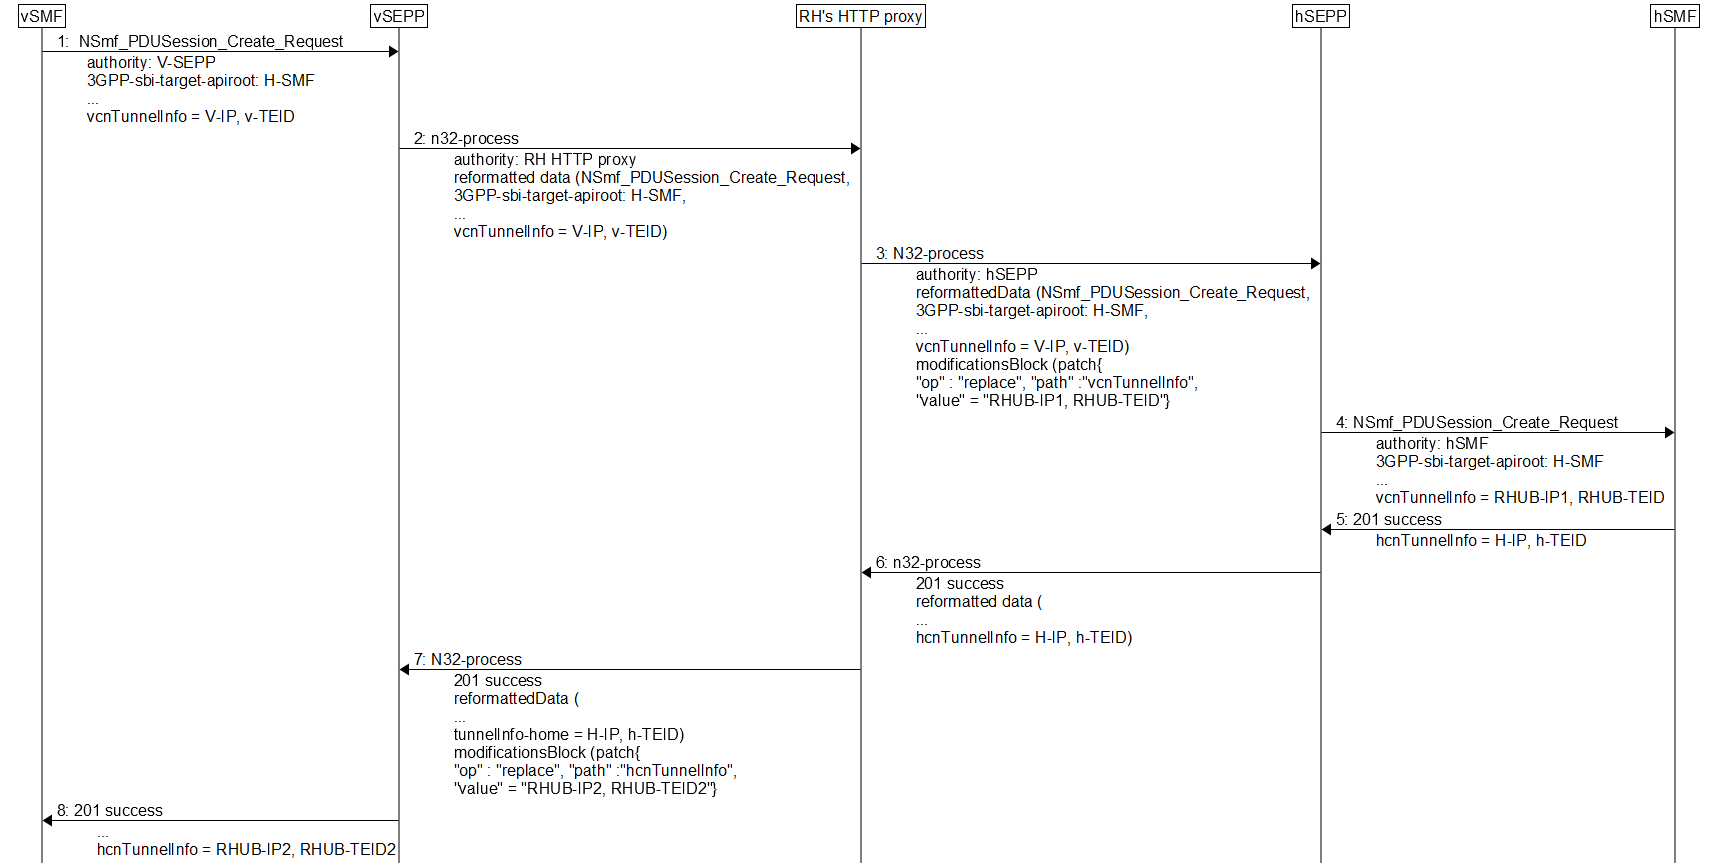 vSMF
vSEPP
RH's HTTP proxy
hSEPP
hSMF
1: NSmf_PDUSession_Create_Request
authority: V-SEPP
3GPP-sbi-target-apiroot: H-SMF
...
vcnTunnelInfo = V-IP, v-TEID
2: n32-process
authority: RH HTTP proxy
reformatted data (NSmf_PDUSession_Create_Request,
3GPP-sbi-target-apiroot: H-SMF,
...
vcnTunnelInfo = V-IP, v-TEID)
3: N32-process
authority: hSEPP
reformattedData (NSmf_PDUSession_Create_Request,
3GPP-sbi-target-apiroot: H-SMF,
...
vcnTunnelInfo = V-IP, v-TEID)
modificationsBlock (patch{
"op" : "replace", "path" :"vcnTunnelInfo",
"value" = "RHUB-IP1, RHUB-TEID"}
4: NSmf_PDUSession_Create_Request
authority: hSMF
3GPP-sbi-target-apiroot: H-SMF
...
vcnTunnelInfo = RHUB-IP1, RHUB-TEID
5: 201 success
hcnTunnelInfo = H-IP, h-TEID
6: n32-process
201 success
reformatted data (
...
hcnTunnelInfo = H-IP, h-TEID)
7: N32-process
201 success
reformattedData (
...
tunnelInfo-home = H-IP, h-TEID)
modificationsBlock (patch{
"op" : "replace", "path" :"hcnTunnelInfo",
"value" = "RHUB-IP2, RHUB-TEID2"}
8: 201 success
...
hcnTunnelInfo = RHUB-IP2, RHUB-TEID2